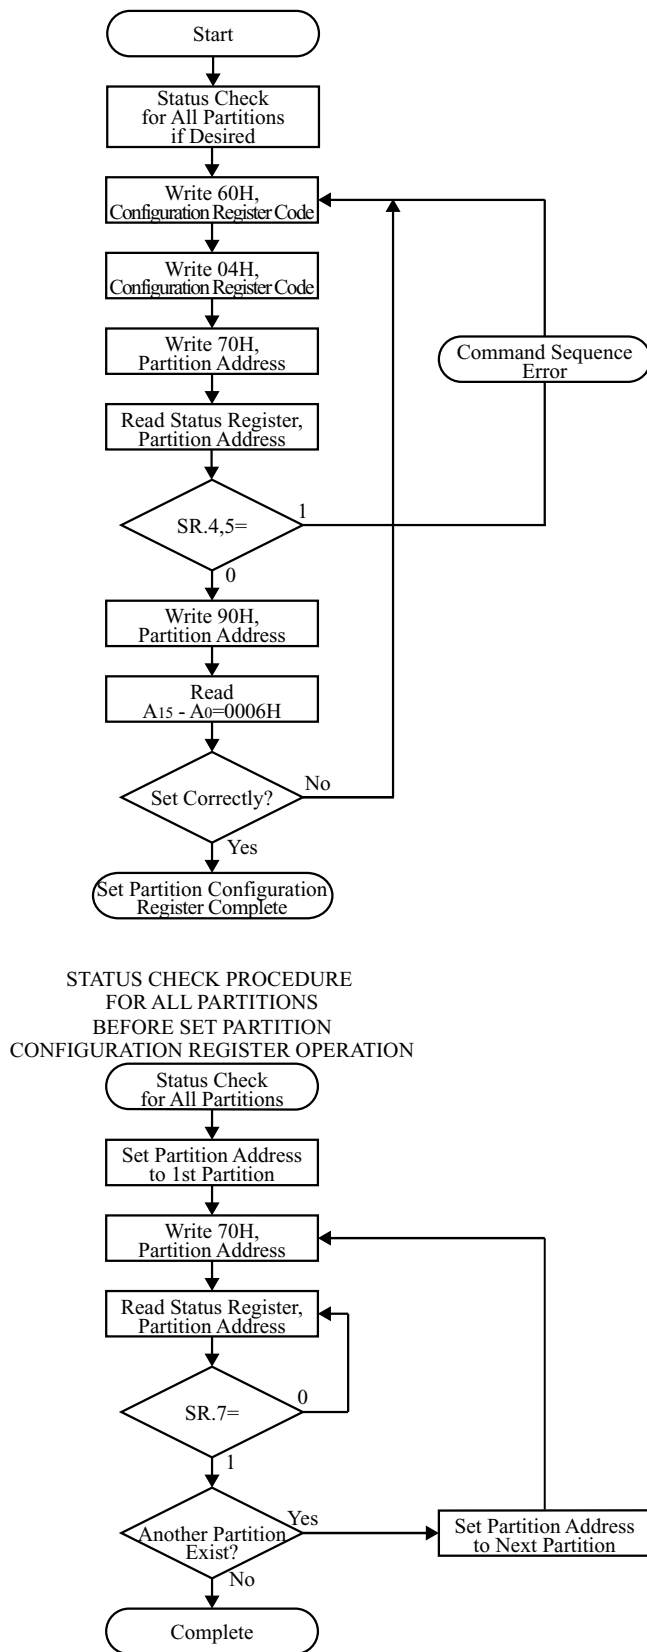 Start
Status Check
for All Partitions
if Desired
Write 60H,
Configuration Register Code
Write 04H,
Configuration Register Code
Write 70H,
Partition Address
Command Sequence
Error
Read Status Register,
Partition Address
SR.4,5=
1
0
Write 90H,
Partition Address
Read
A15 - A0=0006H
Set Correctly?
No
Yes
Set Partition Configuration
Register Complete
STATUS CHECK PROCEDURE
FOR ALL PARTITIONS
BEFORE SET PARTITION
CONFIGURATION REGISTER OPERATION
Status Check
for All Partitions
Set Partition Address
to 1st Partition
Write 70H,
Partition Address
Read Status Register,
Partition Address
SR.7=
0
1
Another Partition
Exist?
Yes
Set Partition Address
to Next Partition
No
Complete